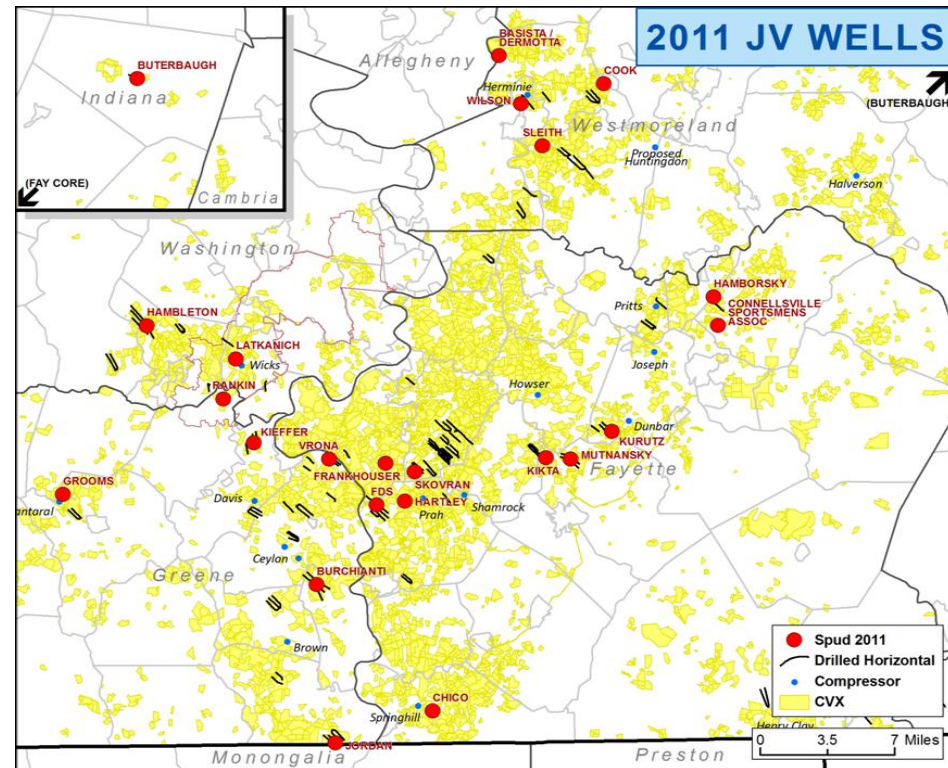 2011 JV WELLS
(BUTERBAUGH)
BUTERBAUGH
Indiana
(FAY CORE)
Cambria
BASISTA /
DERMOTTA
Allegheny
COOK
Herminie
WILSON
Westmoreland
SLEITH
Proposed
Huntingdon
Halverson
Washington
HAMBORSKY
CONNELLSVILLE
SPORTSMENS
ASSOC
Pritts
HAMBLETON
LATKANICH
Wicks
Joseph
RANKIN
Howser
Dunbar
KIEFFER
KURUTZ
VRONA
MUTNANSKY
KIKTA
Fayette
FRANKHOUSER
SKOVRAN
GROOMS
FDS
HARTLEY
Davis
Prah
Shamrock
antaral
Ceylon
Greene
BURCHIANTI
Brown
CHICO
Springhill
Henry Clay
JORDAN
Monongalia
Preston
Spud 2011
Drilled Horizontal
Compressor
CVX
0 3.5 7 Miles